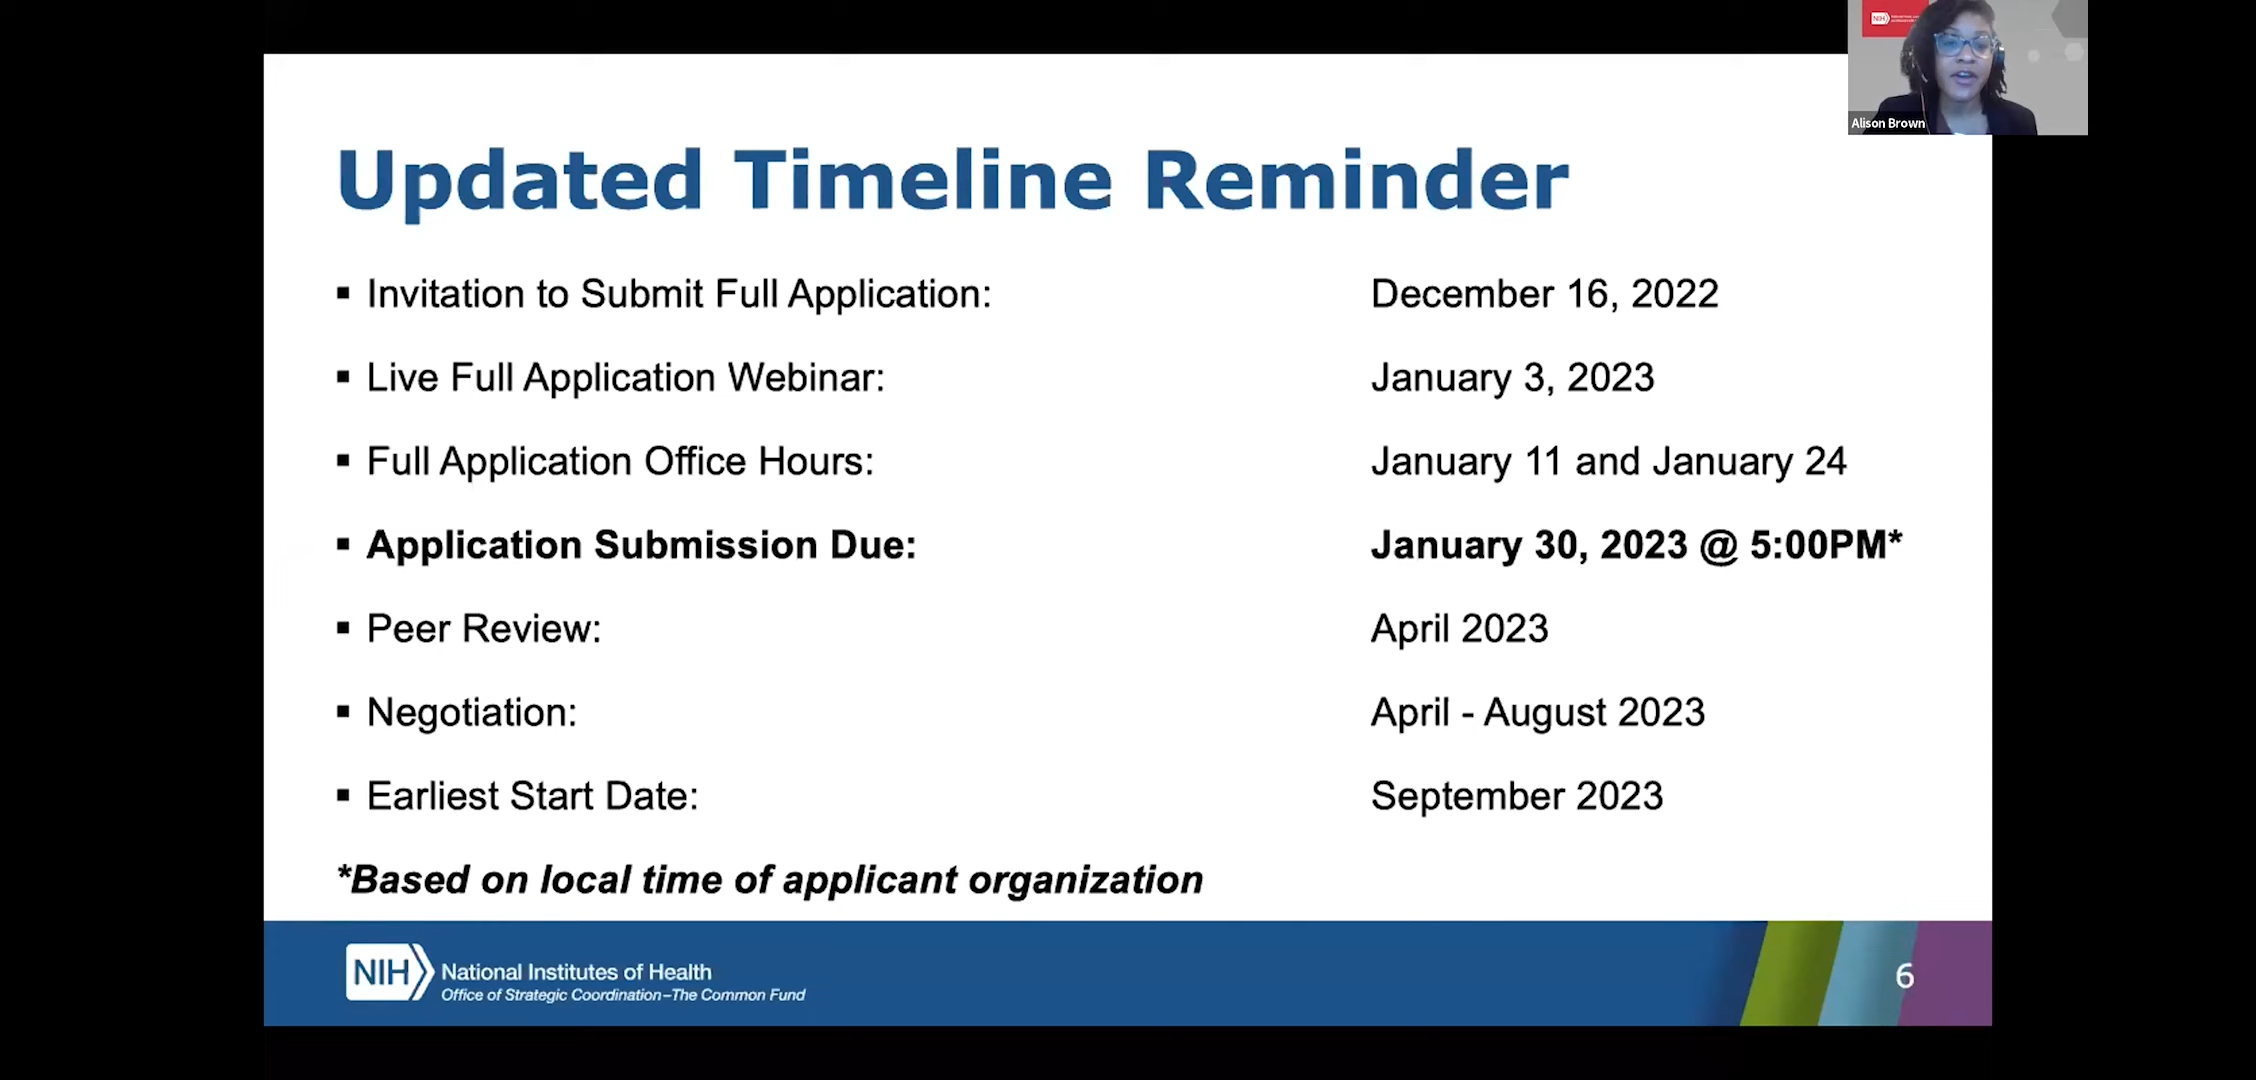 NIH
Alison Brown
Updated Timeline Reminder
▪ Invitation to Submit Full Application: December 16, 2022
▪ Live Full Application Webinar: January 3, 2023
▪ Full Application Office Hours: January 11 and January 24
▪ Application Submission Due: January 30, 2023 @ 5:00PM*
▪ Peer Review: April 2023
▪ Negotiation: April - August 2023
▪ Earliest Start Date: September 2023
*Based on local time of applicant organization
NIH National Institutes of Health
Office of Strategic Coordination–The Common Fund
6